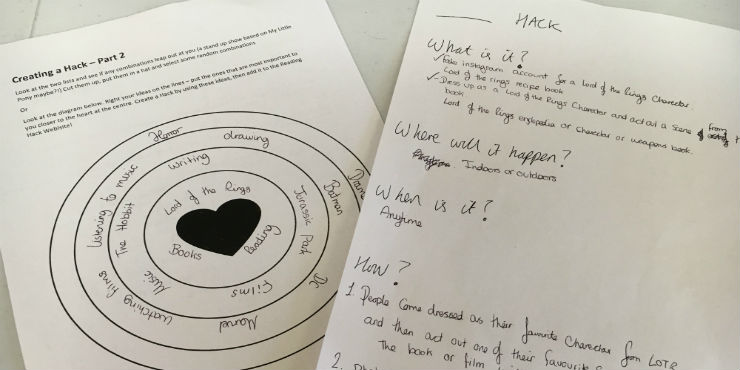 Creating a Hack – Part 2
Look at the two lists and see if any combinations leap out at you (a stand up show based on My Little
Pony maybe?!) Cut them up, put them in a hat and select some random combinations
Or
Look at the diagram below. Right your ideas on the lines – put the ones that are most important to
you closer to the heart at the centre. Create a Hack by using these ideas, then add it to the Reading
Hack Website!
Horror
drawing
Drama
writing
Batman
Listening to music
The Hobbit
Lord of the Rings
Jurassic Park
Books
Reading
Music
Films
DC
watching films
Marvel
HACK
What is it?
✓ fake instagram account for a Lord of the Rings Character.
Lord of the rings recipe book
✓ Dress up as a Lord of the Rings Character and act out a scene from
book
Lord of the Rings or Character or weapons book.
Where will it happen?
Indoors or outdoors
When is it?
Anytime
How?
1. People Come dressed as their favourite Character from LOTR
and then act out one of their favourite
The book or film
2.